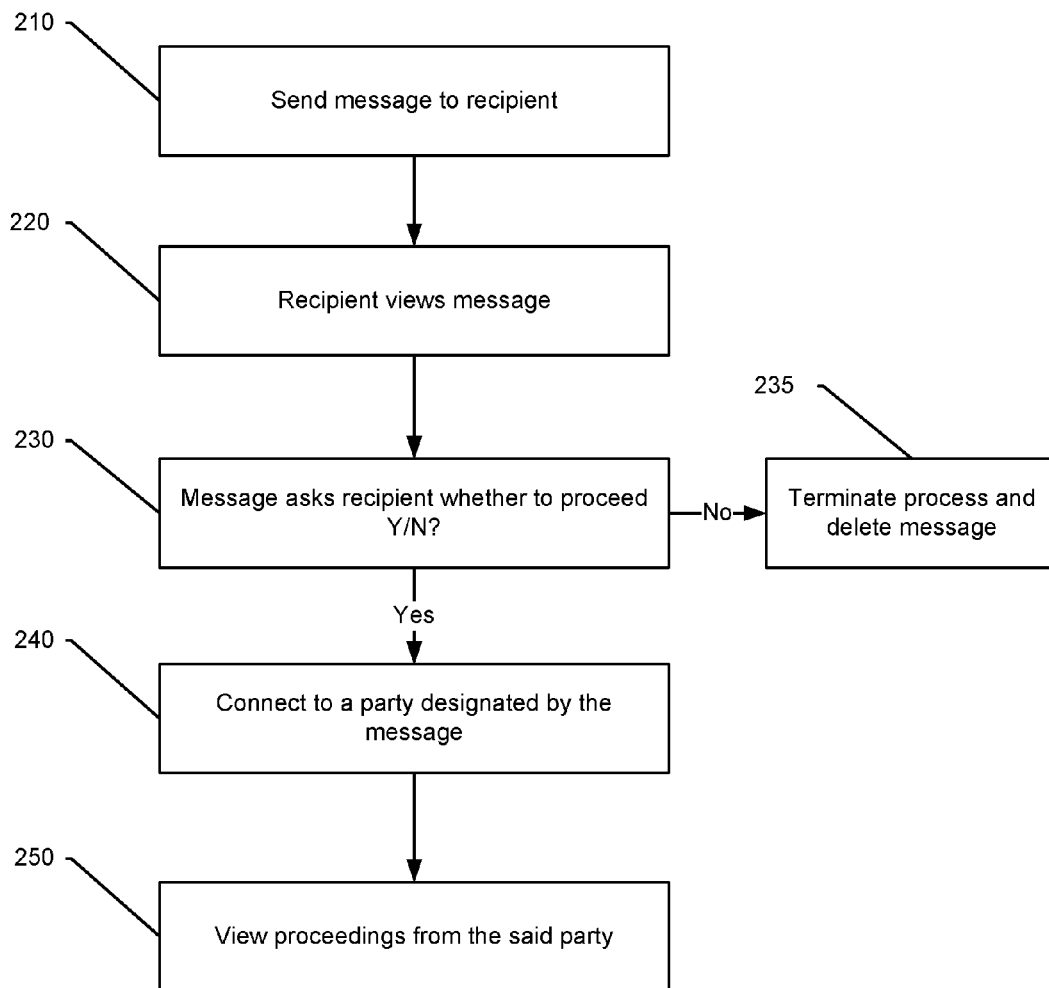 210
Send message to recipient
220
Recipient views message
235
230
Message asks recipient whether to proceed
Y/N?
No
Terminate process and
delete message
Yes
240
Connect to a party designated by the
message
250
View proceedings from the said party